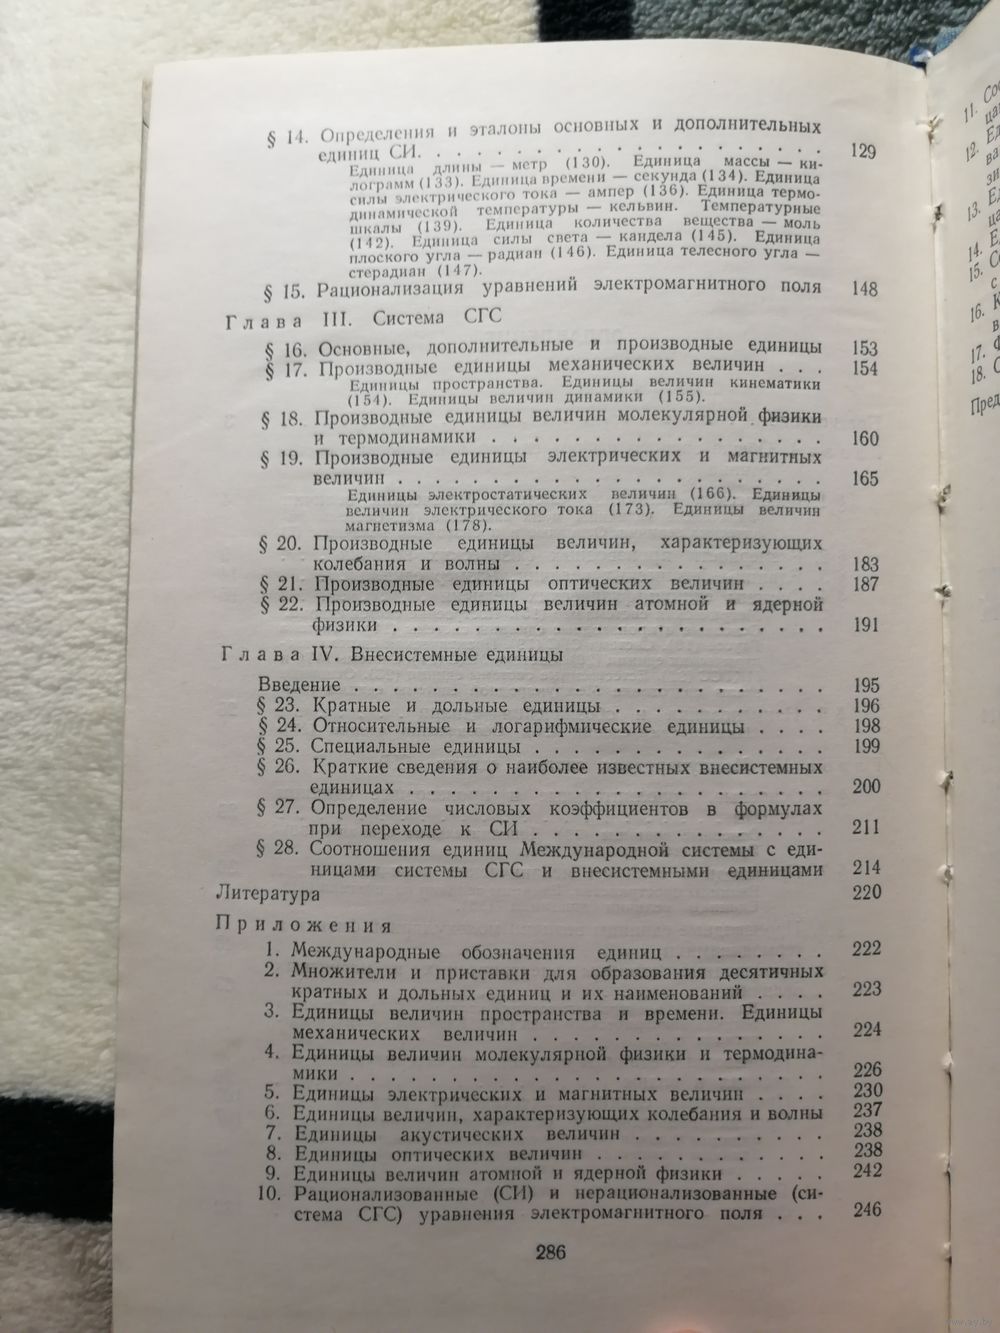 § 14. Определения и эталоны основных и дополнительных
единиц СИ. . . . . . . . . . . . . . . . . . . 129
Единица длины — метр (130). Единица массы — ки-
лограмм (133). Единица времени — секунда (134). Единица
силы электрического тока — ампер (136). Единица термо-
динамической температуры — кельвин. Температурные
шкалы (139). Единица количества вещества — моль
(142). Единица силы света — кандела (145). Единица
плоского угла — радиан (146). Единица телесного угла —
стерадиан (147).
§ 15. Рационализация уравнений электромагнитного поля 148
Глава III. Система СГС
§ 16. Основные, дополнительные и производные единицы 153
§ 17. Производные единицы механических величин . . . 154
Единицы пространства. Единицы величин кинематики
(154). Единицы величин динамики (155).
§ 18. Производные единицы величин молекулярной физики
и термодинамики . . . . . . . . . . . . . . . . 160
§ 19. Производные единицы электрических и магнитных
величин . . . . . . . . . . . . . . . . . . . . 165
Единицы электростатических величин (166). Единицы
величин электрического тока (173). Единицы величин
магнетизма (178).
§ 20. Производные единицы величин, характеризующих
колебания и волны . . . . . . . . . . . . . . . 183
§ 21. Производные единицы оптических величин . . . . 187
§ 22. Производные единицы величин атомной и ядерной
физики . . . . . . . . . . . . . . . . . . . . . 191
Глава IV. Внесистемные единицы
Введение . . . . . . . . . . . . . . . . . . . . . . 195
§ 23. Кратные и дольные единицы . . . . . . . . . . 196
§ 24. Относительные и логарифмические единицы . . . . 198
§ 25. Специальные единицы . . . . . . . . . . . . . . 199
§ 26. Краткие сведения о наиболее известных внесистемных
единицах . . . . . . . . . . . . . . . . . . . . 200
§ 27. Определение числовых коэффициентов в формулах
при переходе к СИ . . . . . . . . . . . . . . . 211
§ 28. Соотношения единиц Международной системы с еди-
ницами системы СГС и внесистемными единицами 214
Литература 220
Приложения
1. Международные обозначения единиц . . . . . . . . 222
2. Множители и приставки для образования десятичных
кратных и дольных единиц и их наименований . . . . 223
3. Единицы величин пространства и времени. Единицы
механических величин . . . . . . . . . . . . . . . 224
4. Единицы величин молекулярной физики и термодина-
мики . . . . . . . . . . . . . . . . . . . . . . . 226
5. Единицы электрических и магнитных величин . . . . 230
6. Единицы величин, характеризующих колебания и волны 237
7. Единицы акустических величин . . . . . . . . . . 238
8. Единицы оптических величин . . . . . . . . . . . . 238
9. Единицы величин атомной и ядерной физики . . . . . 242
10. Рационализованные (СИ) и нерационализованные (си-
стема СГС) уравнения электромагнитного поля . . . 246
286
11.
12.
13.
14.
15.
16.
17.
18.
www.ay.by